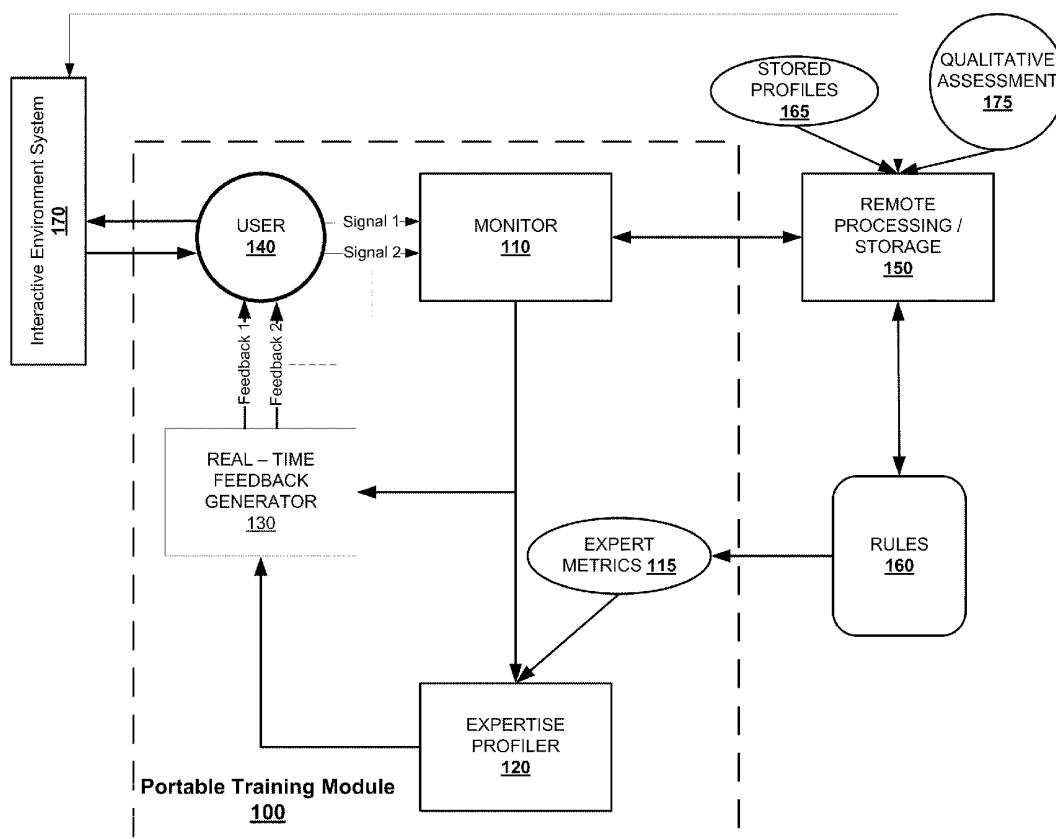 QUALITATIVE
ASSESSMENT
175
STORED
PROFILES
165
Interactive Environment System
170
USER
140
Signal 1
Signal 2
MONITOR
110
REMOTE
PROCESSING /
STORAGE
150
Feedback 1
Feedback 2
REAL – TIME
FEEDBACK
GENERATOR
130
EXPERT
METRICS 115
RULES
160
EXPERTISE
PROFILER
120
Portable Training Module
100